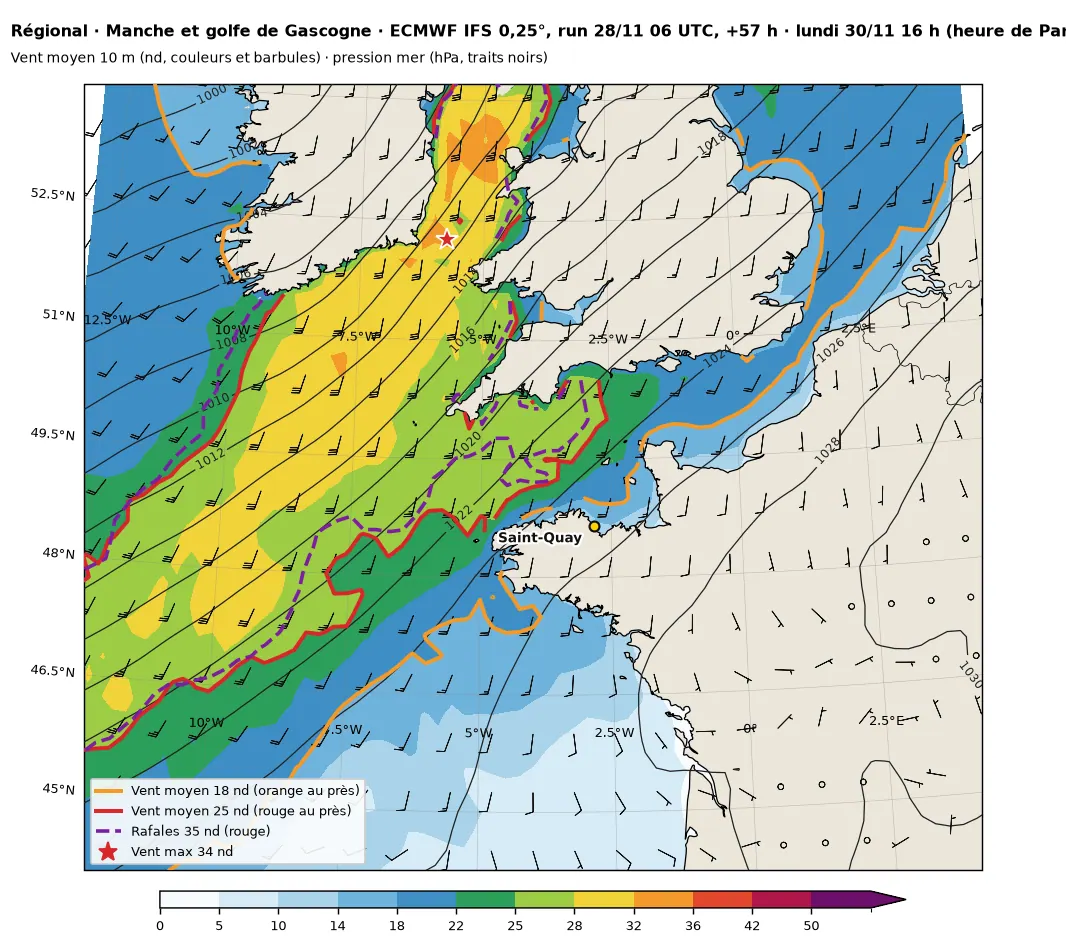 Régional · Manche et golfe de Gascogne · ECMWF IFS 0,25°, run 28/11 06 UTC, +57 h · lundi 30/11 16 h (heure de Par
Vent moyen 10 m (nd, couleurs et barbules) · pression mer (hPa, traits noirs)
1000
1002
1018
52.5°N
1004
1006
1018
51°N
12.5°W
10°W
7.5°W
5°W
2.5°W
0°
2.5°E
1008
1016
1024
1026
1010
49.5°N
1012
1020
1028
1022
Saint-Quay
48°N
46.5°N
1030
10°W
7.5°W
5°W
2.5°W
0°
2.5°E
45°N
Vent moyen 18 nd (orange au près)
Vent moyen 25 nd (rouge au près)
Rafales 35 nd (rouge)
Vent max 34 nd
0 5 10 14 18 22 25 28 32 36 42 50